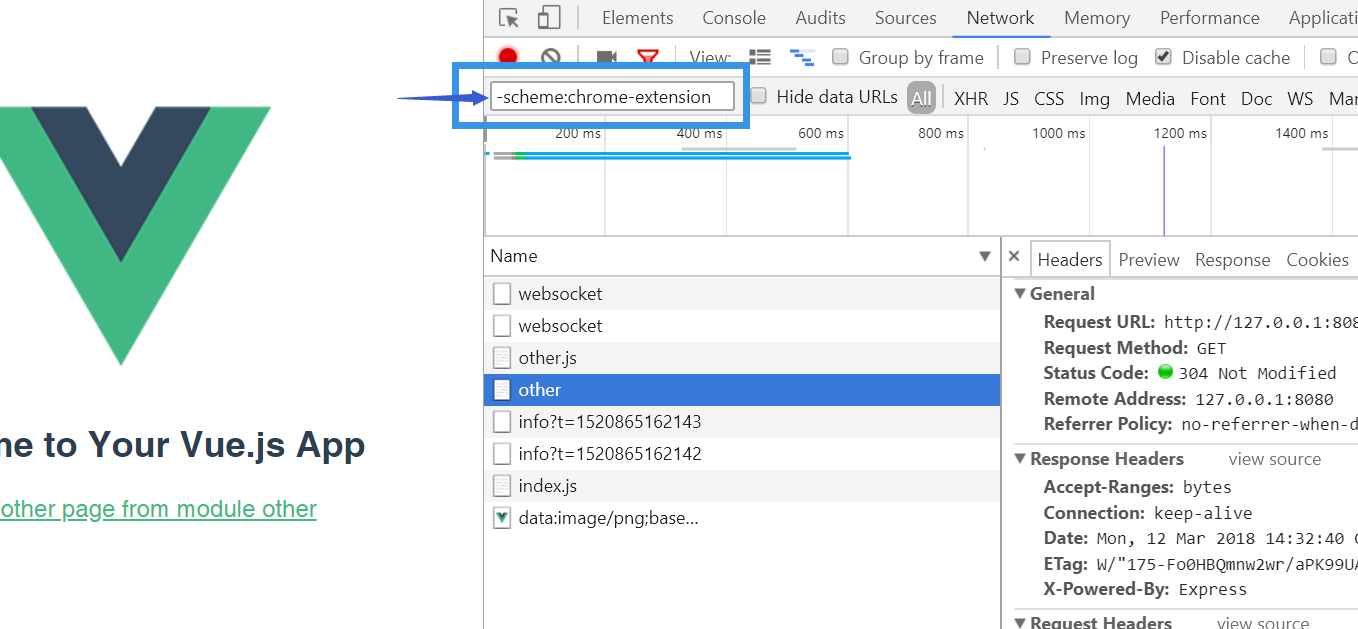 Elements Console Audits Sources Network Memory Performance Applicati
View: Group by frame Preserve log Disable cache
-scheme:chrome-extension Hide data URLs All XHR JS CSS Img Media Font Doc WS Mar
200 ms 400 ms 600 ms 800 ms 1000 ms 1200 ms 1400 ms
me to Your Vue.js App
other page from module other
Name
websocket
websocket
other.js
other
info?t=1520865162143
info?t=1520865162142
index.js
data:image/png;base...
Headers Preview Response Cookies
General
Request URL: http://127.0.0.1:808
Request Method: GET
Status Code: 304 Not Modified
Remote Address: 127.0.0.1:8080
Referrer Policy: no-referrer-when-d
Response Headers view source
Accept-Ranges: bytes
Connection: keep-alive
Date: Mon, 12 Mar 2018 14:32:40 G
ETag: W/"175-Fo0HBQmnw2wr/aPK99UA
X-Powered-By: Express
Request Headers view source